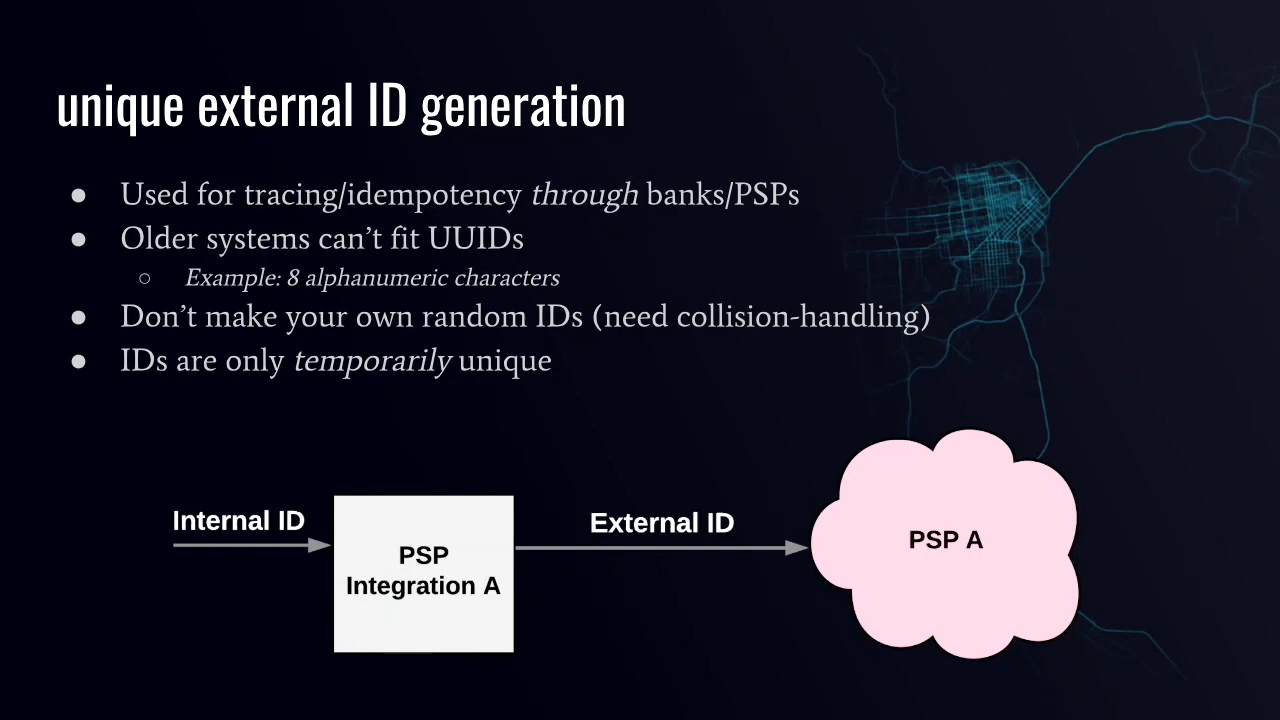 unique external ID generation
● Used for tracing/idempotency through banks/PSPs
● Older systems can’t fit UUIDs
○ Example: 8 alphanumeric characters
● Don’t make your own random IDs (need collision-handling)
● IDs are only temporarily unique
Internal ID
PSP
Integration A
External ID
PSP A